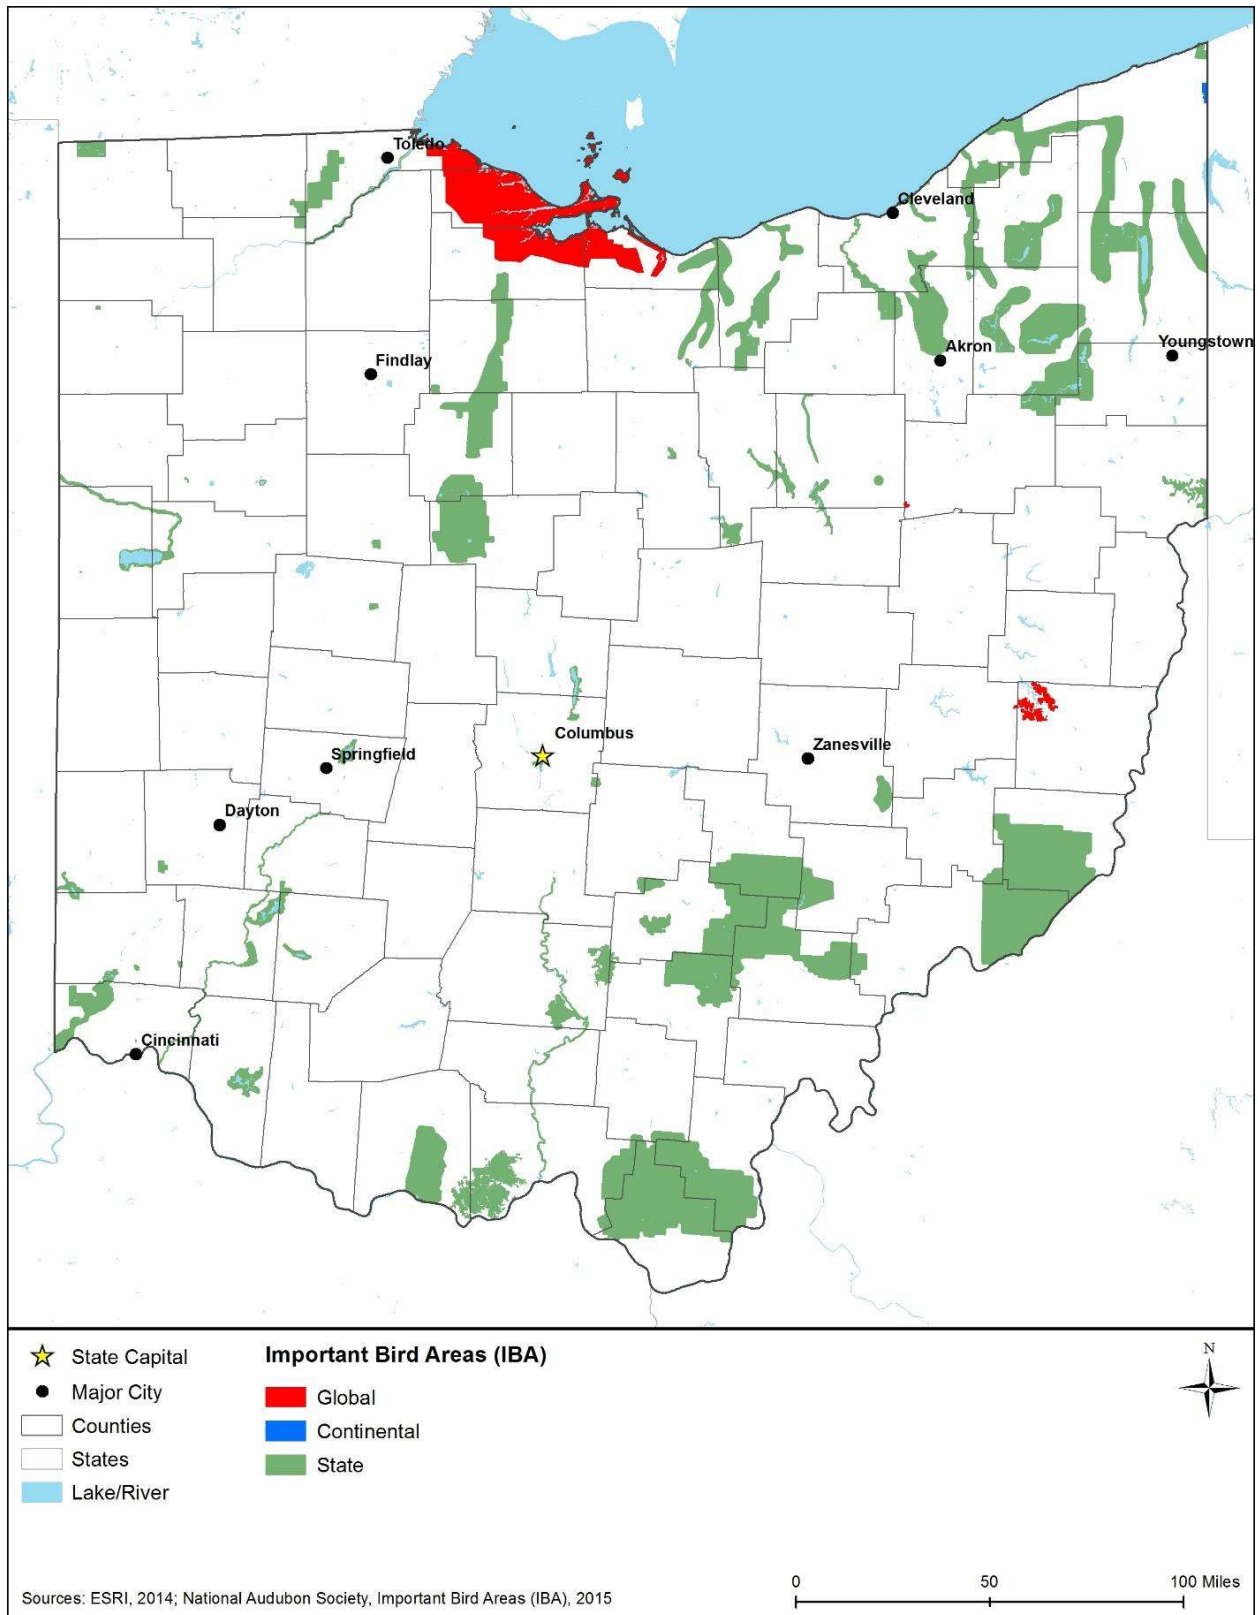 Toledo
Cleveland
Akron
Youngstown
Findlay
Columbus
Zanesville
Springfield
Dayton
Cincinnati
State Capital
Major City
Counties
States
Lake/River
Important Bird Areas (IBA)
Global
Continental
State
N
Sources: ESRI, 2014; National Audubon Society, Important Bird Areas (IBA), 2015
0 50 100 Miles